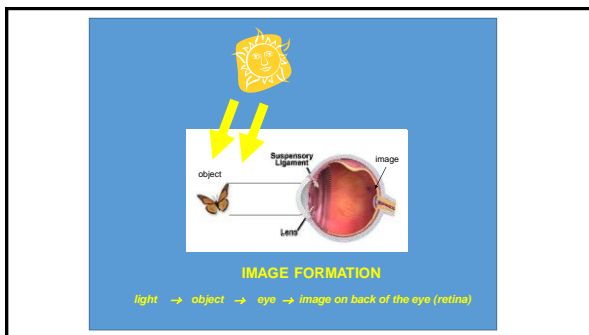 Suspensory
Ligament
image
object
Lens
IMAGE FORMATION
light → object → eye → image on back of the eye (retina)